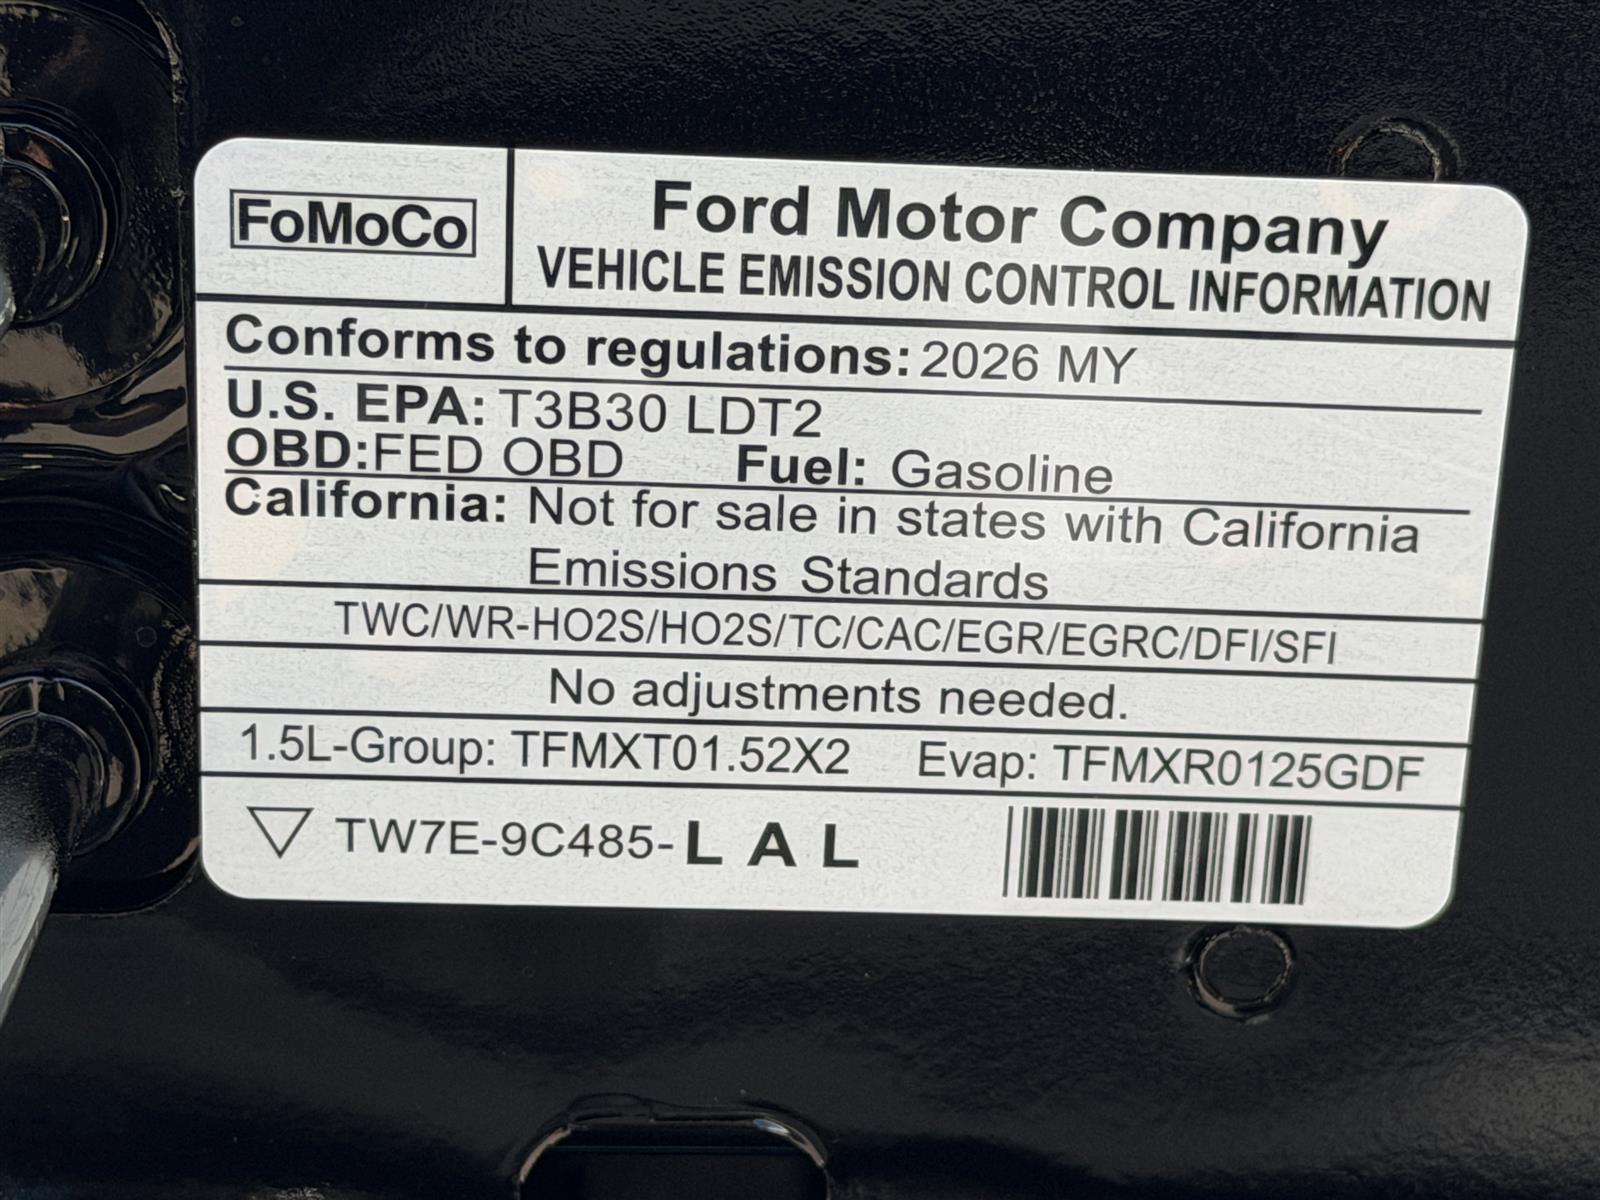 FoMoCo
Ford Motor Company
VEHICLE EMISSION CONTROL INFORMATION
Conforms to regulations: 2026 MY
U.S. EPA: T3B30 LDT2
OBD:FED OBD Fuel: Gasoline
California: Not for sale in states with California
Emissions Standards
TWC/WR-HO2S/HO2S/TC/CAC/EGR/EGRC/DFI/SFI
No adjustments needed.
1.5L-Group: TFMXT01.52X2 Evap: TFMXR0125GDF
TW7E-9C485-L A L